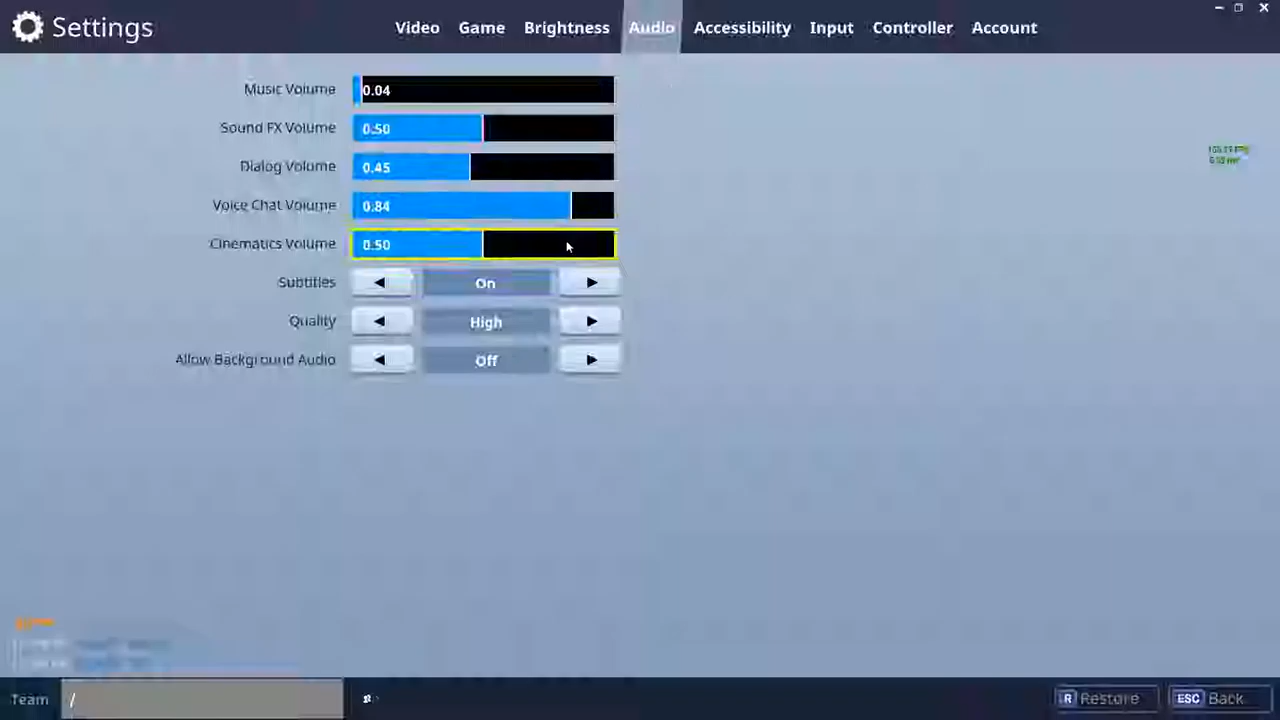 Settings
Video Game Brightness Audio Accessibility Input Controller Account
Music Volume 0.04
Sound FX Volume 0.50
Dialog Volume 0.45
Voice Chat Volume 0.84
Cinematics Volume 0.50
Subtitles On
Quality High
Allow Background Audio Off
Team /
R Restore ESC Back